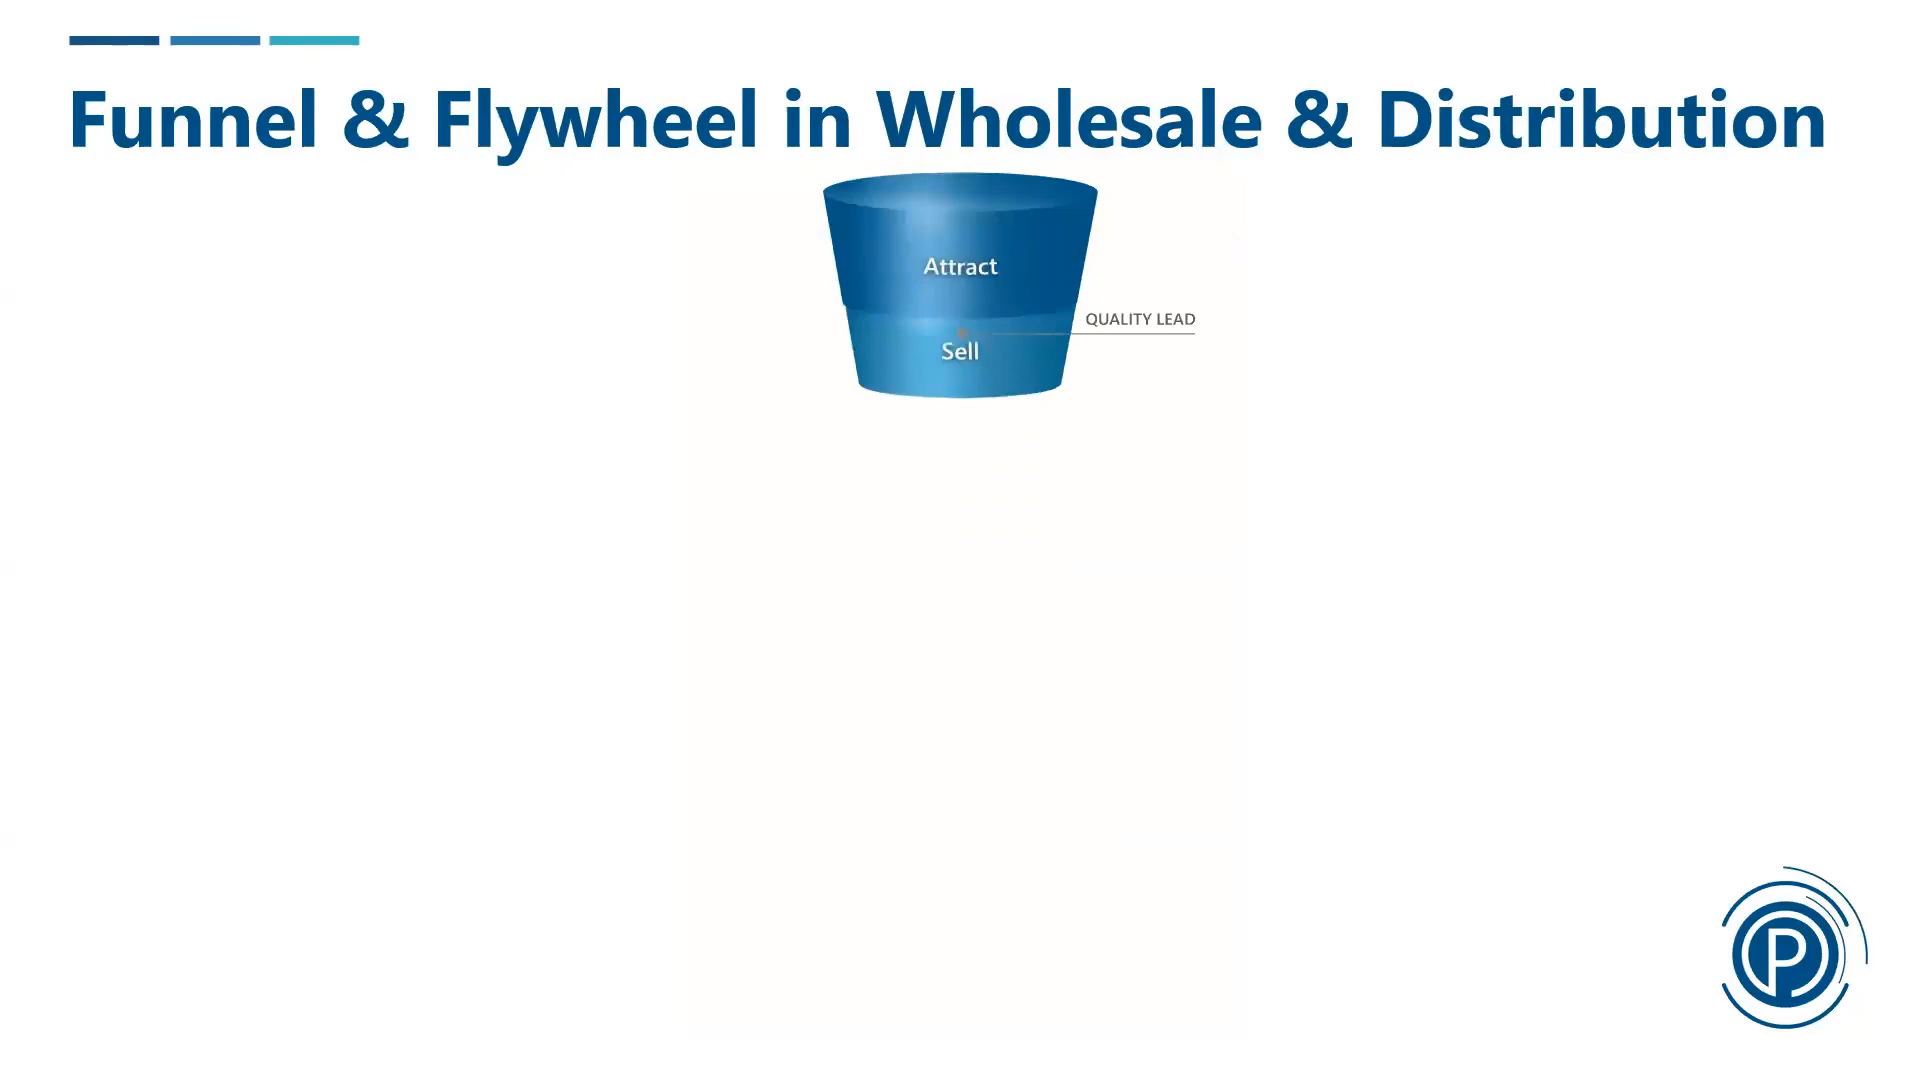 Funnel & Flywheel in Wholesale & Distribution
Attract
QUALITY LEAD
Sell
P